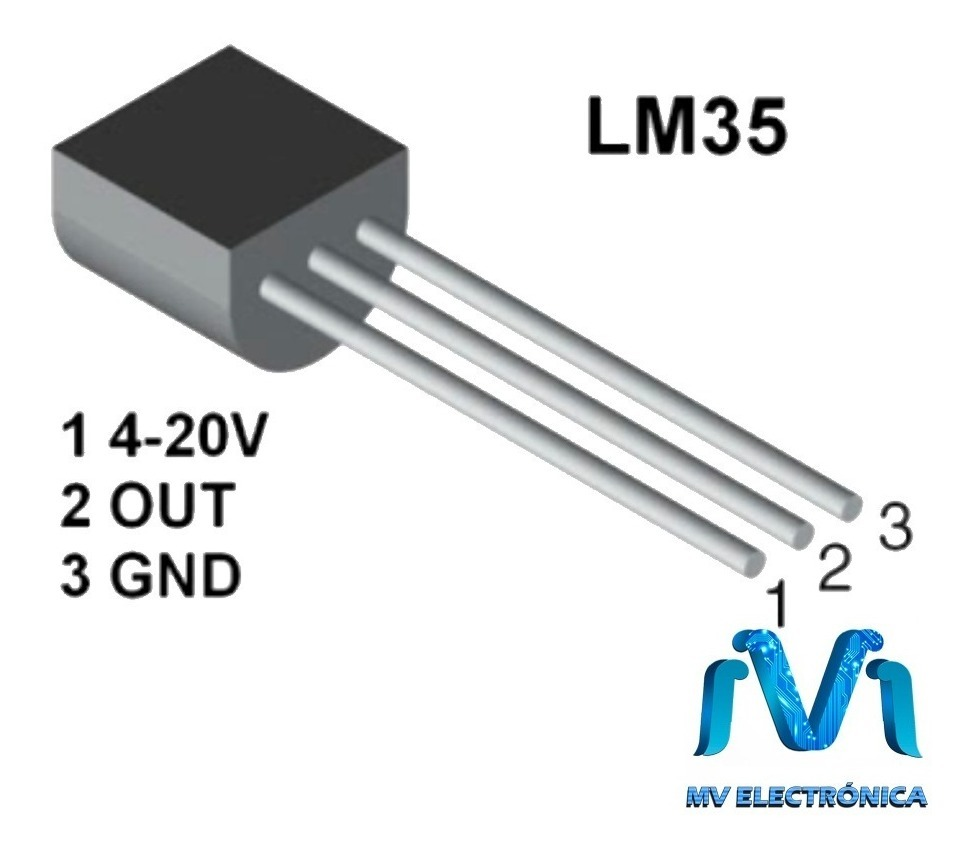 LM35
1 4-20V
2 OUT
3 GND
3
2
1
MV ELECTRÓNICA